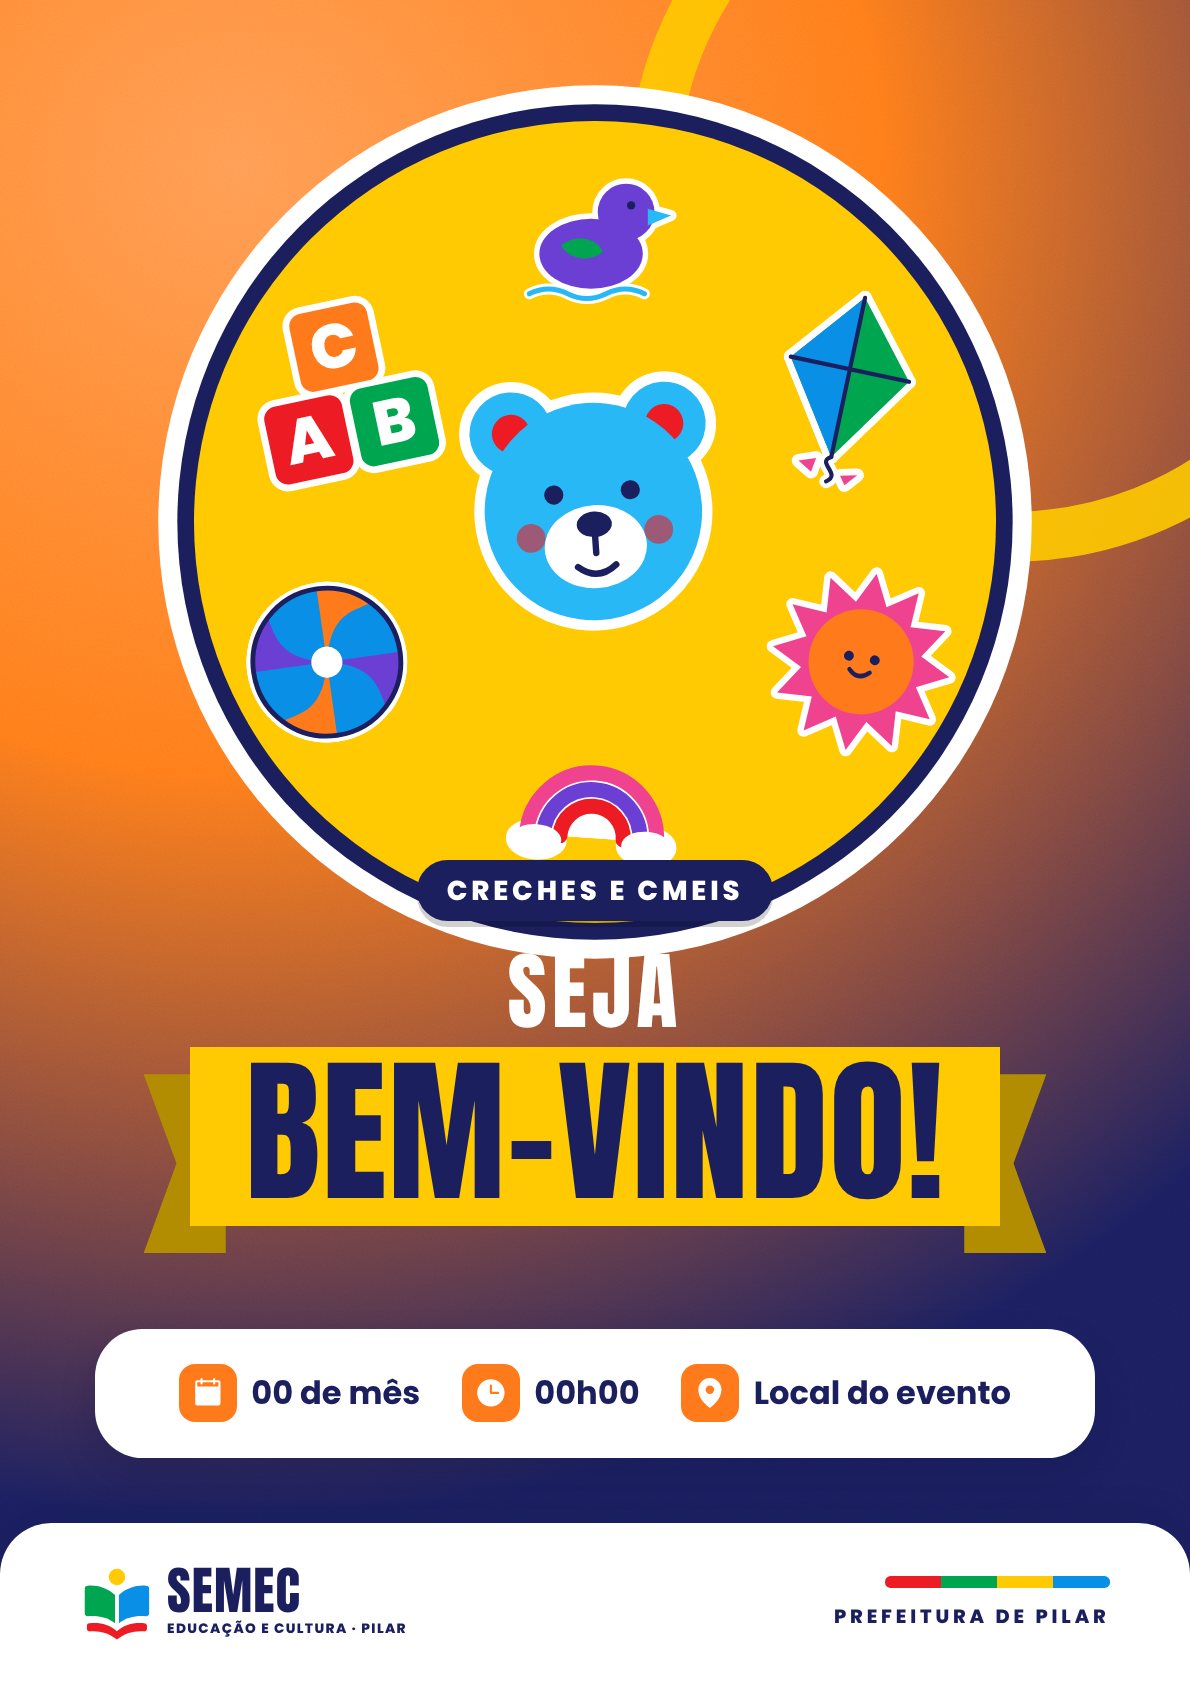 C
A B
CRECHES E CMEIS
SEJA
BEM-VINDO!
00 de mês 00h00 Local do evento
SEMEC
EDUCAÇÃO E CULTURA · PILAR
PREFEITURA DE PILAR